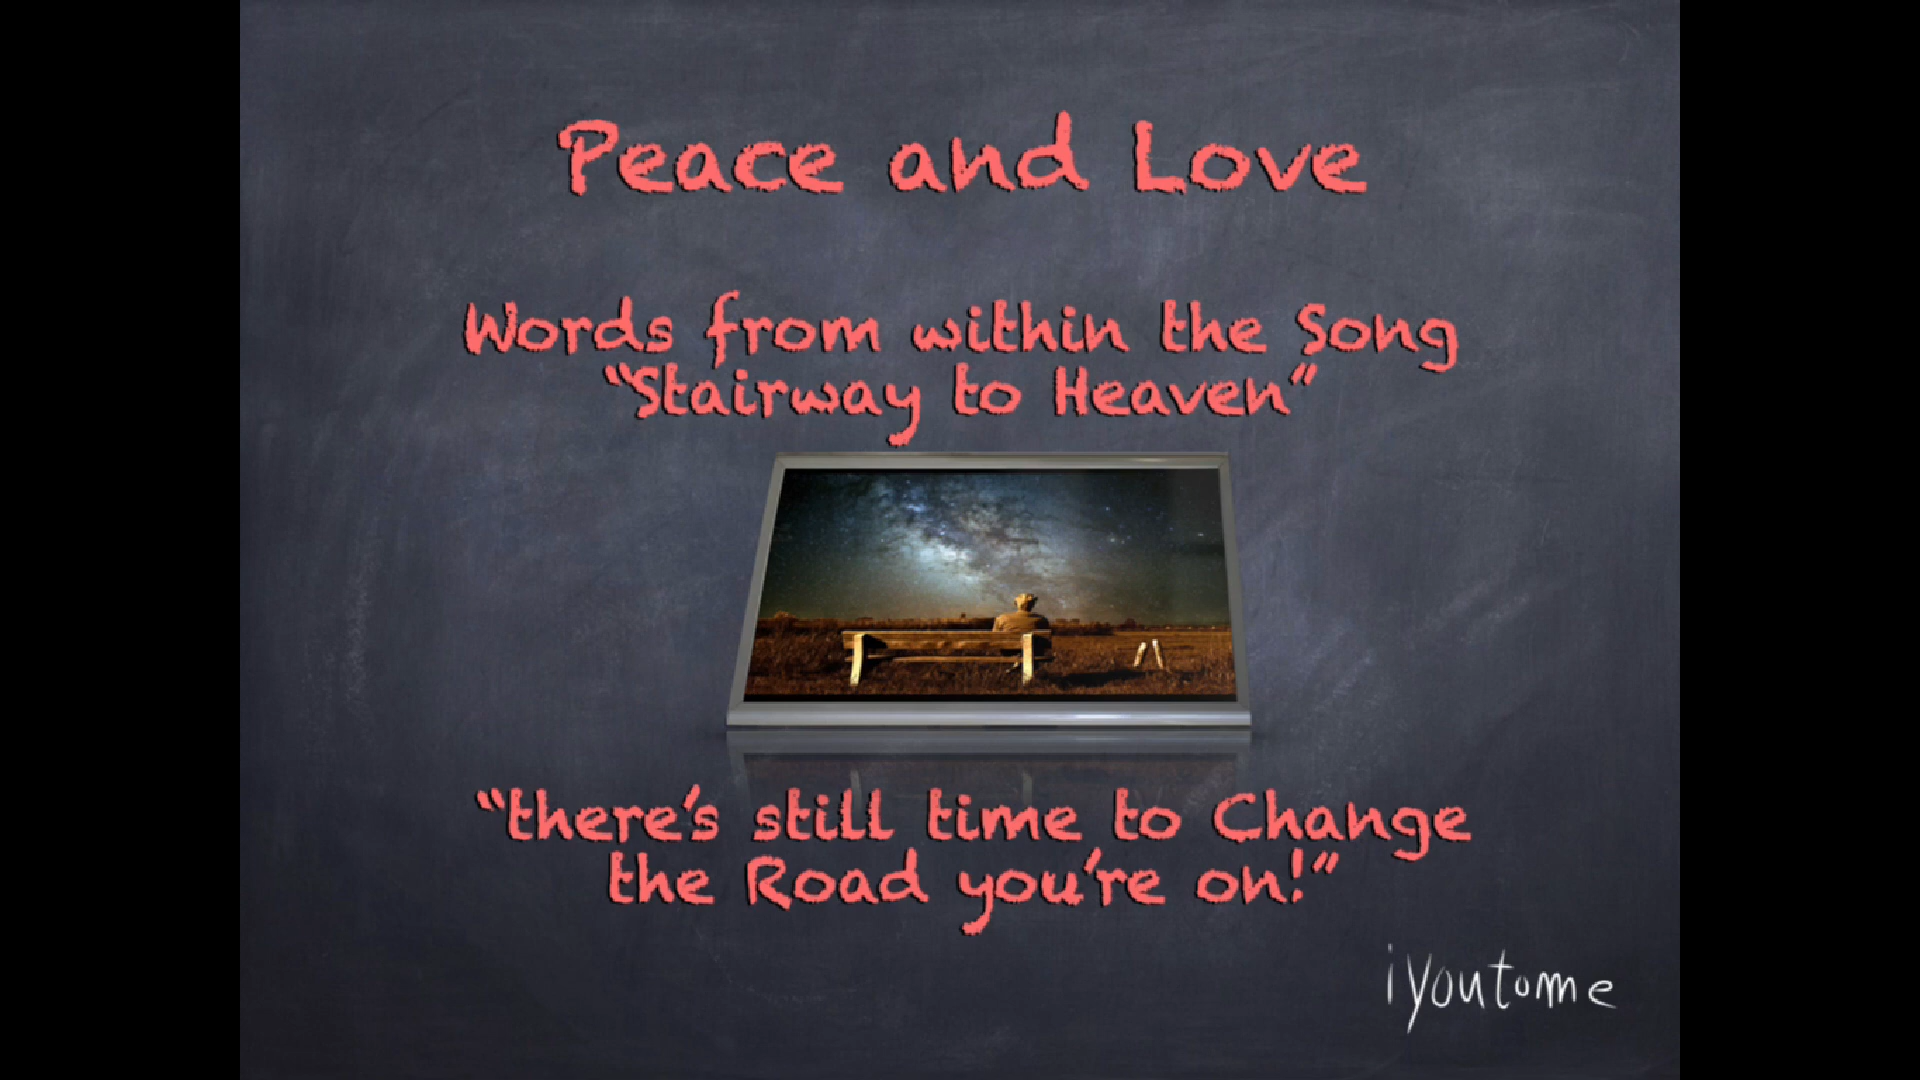 Peace and Love
Words from within the Song
“Stairway to Heaven”
“there’s still time to Change
the Road you’re on!”
iyoutome